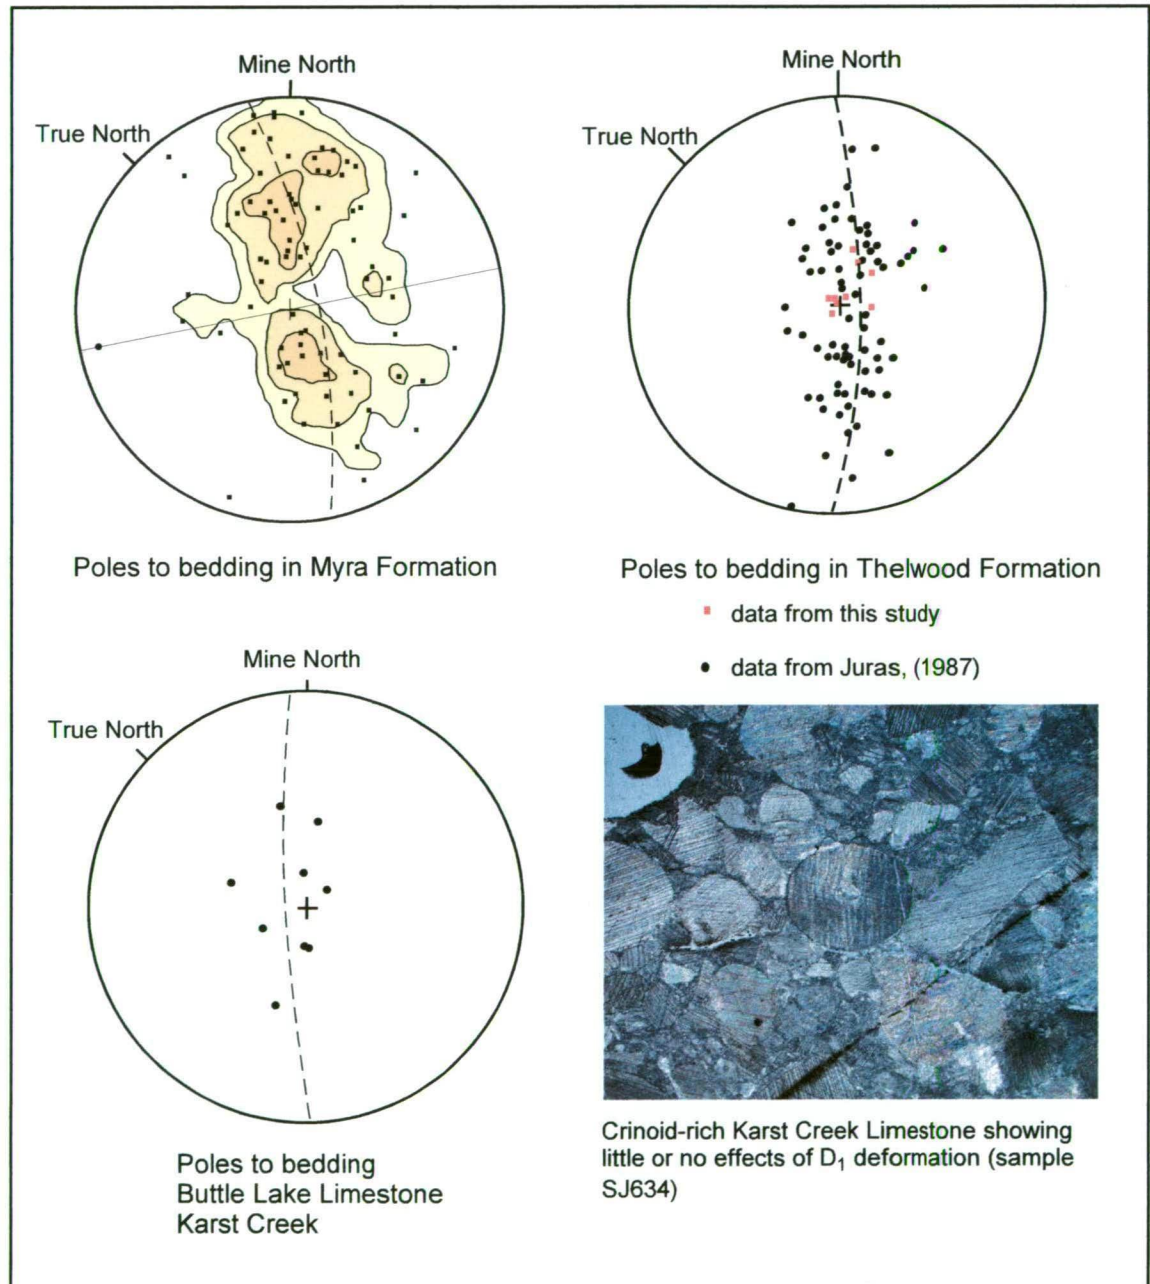 Mine North
True North
Poles to bedding in Myra Formation
Mine North
True North
Poles to bedding in Thelwood Formation
data from this study
data from Juras, (1987)
Mine North
True North
Poles to bedding
Buttle Lake Limestone
Karst Creek
Crinoid-rich Karst Creek Limestone showing
little or no effects of D₁ deformation (sample
SJ634)